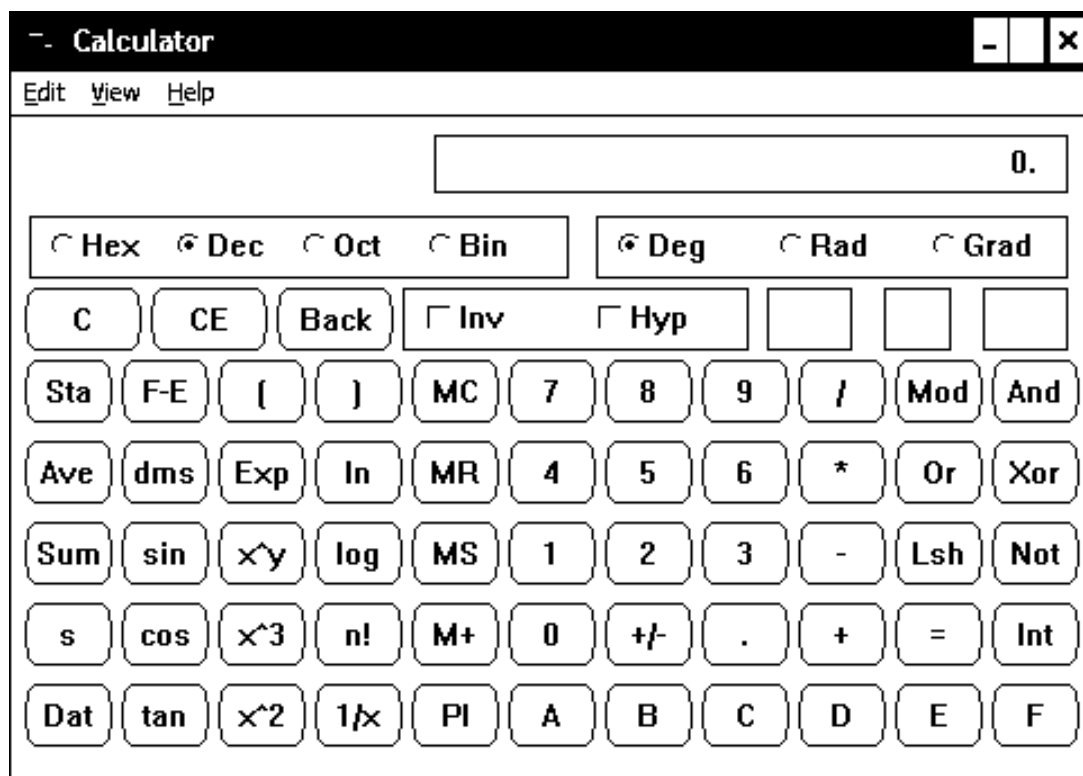 Calculator
Edit View Help
0.
Hex Dec Oct Bin Deg Rad Grad
C CE Back Inv Hyp
Sta F-E ( ) MC 7 8 9 / Mod And
Ave dms Exp ln MR 4 5 6 * Or Xor
Sum sin x^y log MS 1 2 3 - Lsh Not
s cos x^3 n! M+ 0 +/- . + = Int
Dat tan x^2 1/x PI A B C D E F